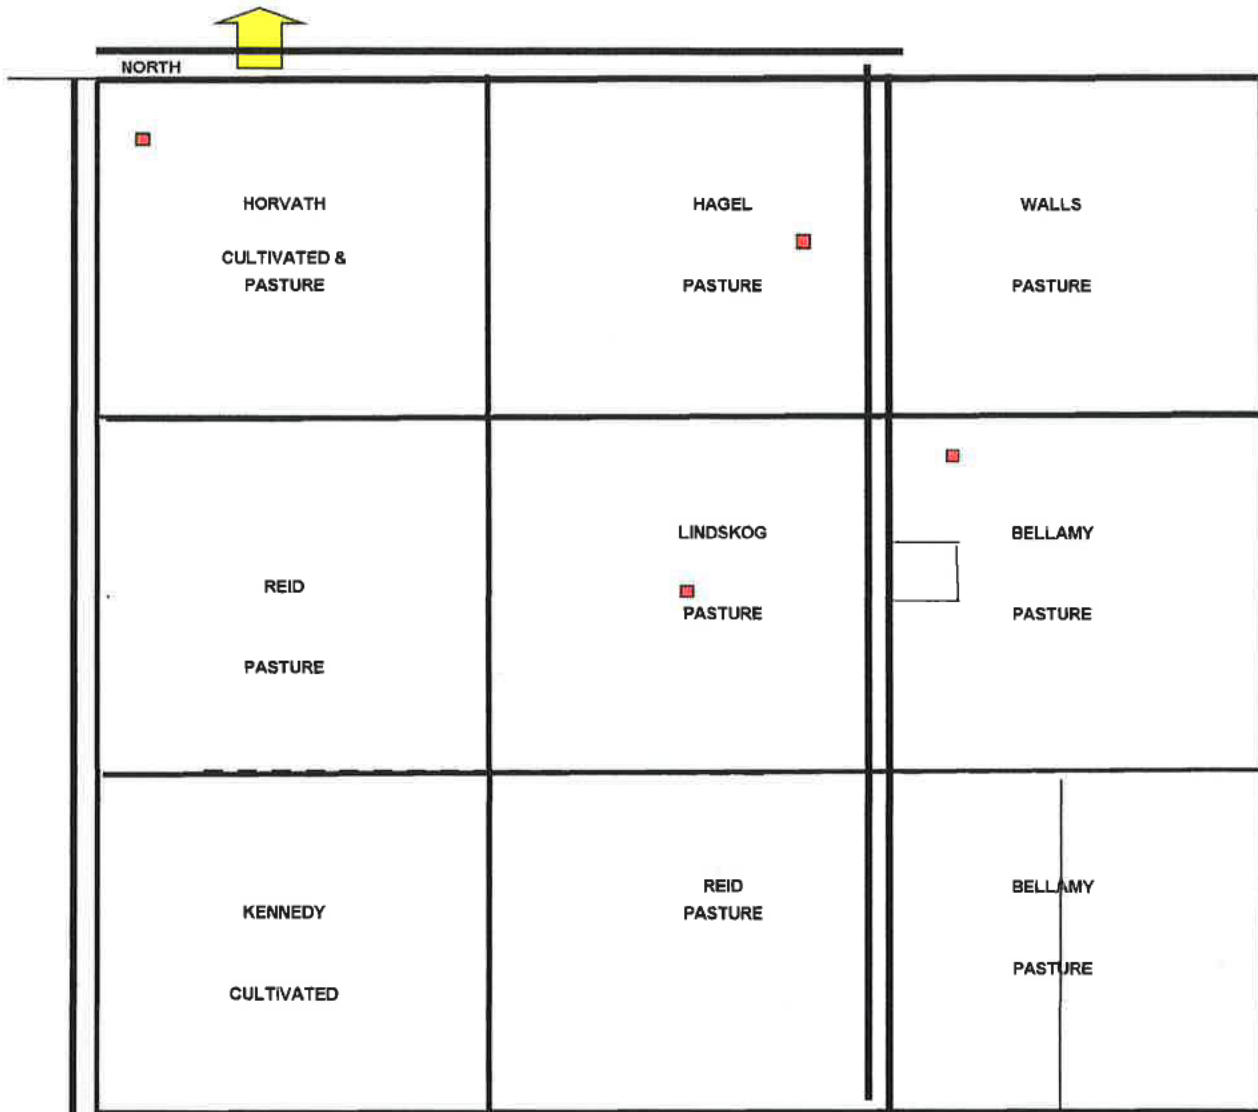 NORTH
HORVATH
CULTIVATED &
PASTURE
HAGEL
PASTURE
WALLS
PASTURE
REID
PASTURE
LINDSKOG
PASTURE
BELLAMY
PASTURE
KENNEDY
CULTIVATED
REID
PASTURE
BELLAMY
PASTURE